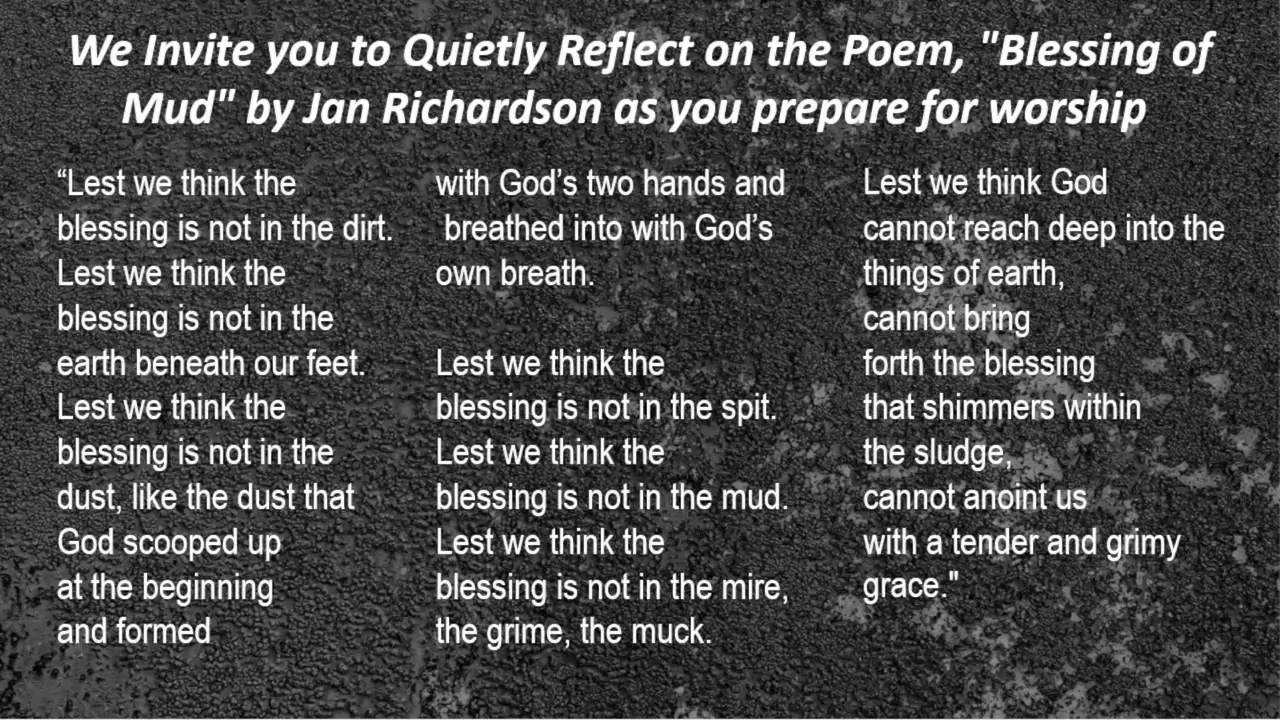 We Invite you to Quietly Reflect on the Poem, "Blessing of
Mud" by Jan Richardson as you prepare for worship
“Lest we think the
blessing is not in the dirt.
Lest we think the
blessing is not in the
earth beneath our feet.
Lest we think the
blessing is not in the
dust, like the dust that
God scooped up
at the beginning
and formed
with God’s two hands and
breathed into with God’s
own breath.
Lest we think the
blessing is not in the spit.
Lest we think the
blessing is not in the mud.
Lest we think the
blessing is not in the mire,
the grime, the muck.
Lest we think God
cannot reach deep into the
things of earth,
cannot bring
forth the blessing
that shimmers within
the sludge,
cannot anoint us
with a tender and grimy
grace."